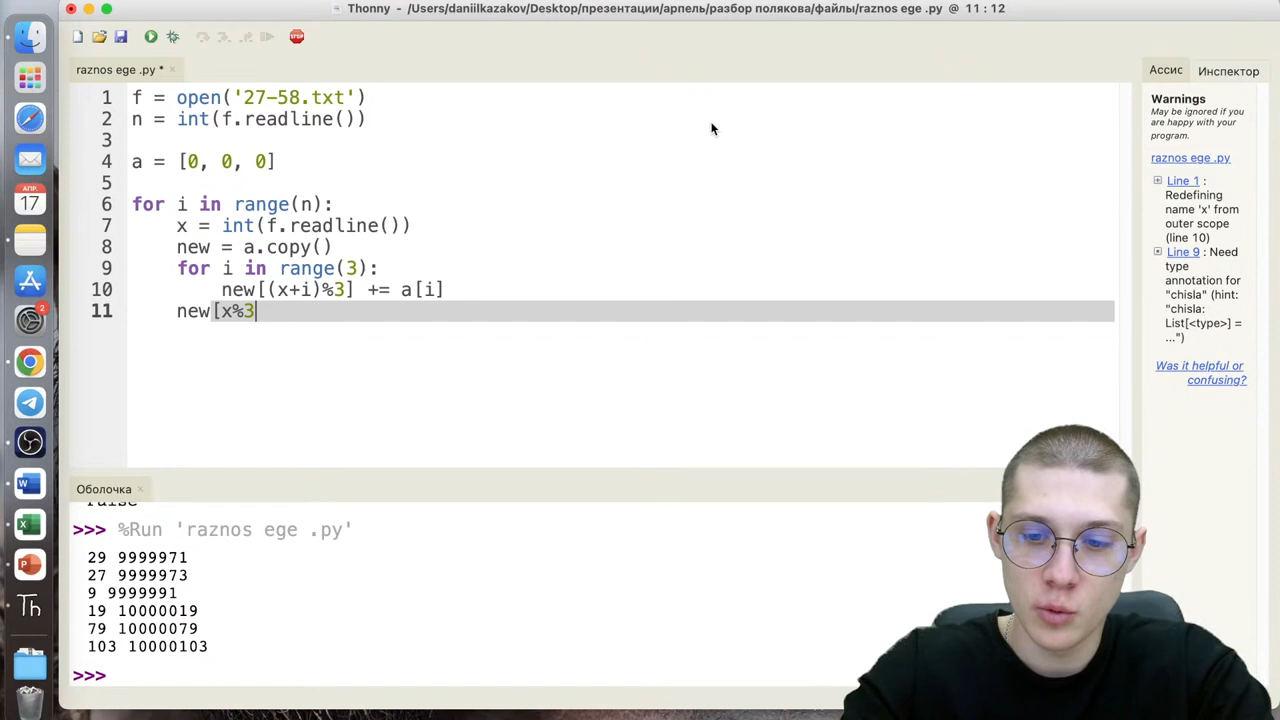 Thonny - /Users/daniilkazakov/Desktop/презентации/арпель/разбор полякова/файлы/raznos ege .py @ 11 : 12
raznos ege .py *
Ассис
Инспектор
1 f = open('27-58.txt')
2 n = int(f.readline())
3
4 a = [0, 0, 0]
5
6 for i in range(n):
7 x = int(f.readline())
8 new = a.copy()
9 for i in range(3):
10 new[(x+i)%3] += a[i]
11 new[x%3
Warnings
May be ignored if you
are happy with your
program.
raznos ege .py
Line 1 :
Redefining
name 'x' from
outer scope
(line 10)
Line 9 : Need
type
annotation for
"chisla" (hint:
"chisla:
List[<type>] =
...")
Was it helpful or
confusing?
АПР.
17
2
Th
Оболочка
>>> %Run 'raznos ege .py'
29 9999971
27 9999973
9 9999991
19 10000019
79 10000079
103 10000103
>>>